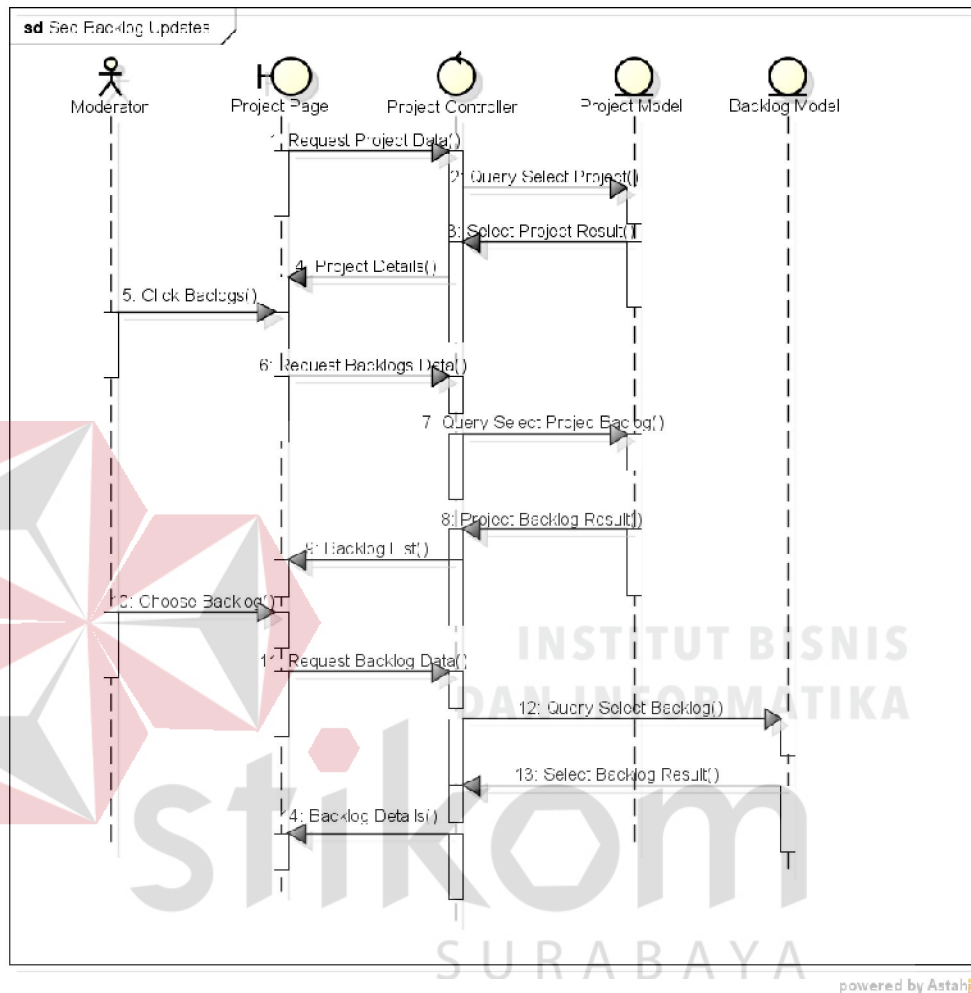 sd Seq Backlog Updates
Moderator
Project Page
Project Controller
Project Model
Backlog Model
1: Request Project Data()
2: Query Select Project()
3: Select Project Result()
4: Project Details()
5: Click Backlogs()
6: Request Backlogs Data()
7: Query Select Projec Backlog()
8: Project Backlog Result()
9: Backlog List()
10: Choose Backlog()
11: Request Backlog Data()
12: Query Select Backlog()
13: Select Backlog Result()
4: Backlog Details()
INSTITUT BISNIS
DAN INFORMATIKA
stikom
SURABAYA
powered by Astah